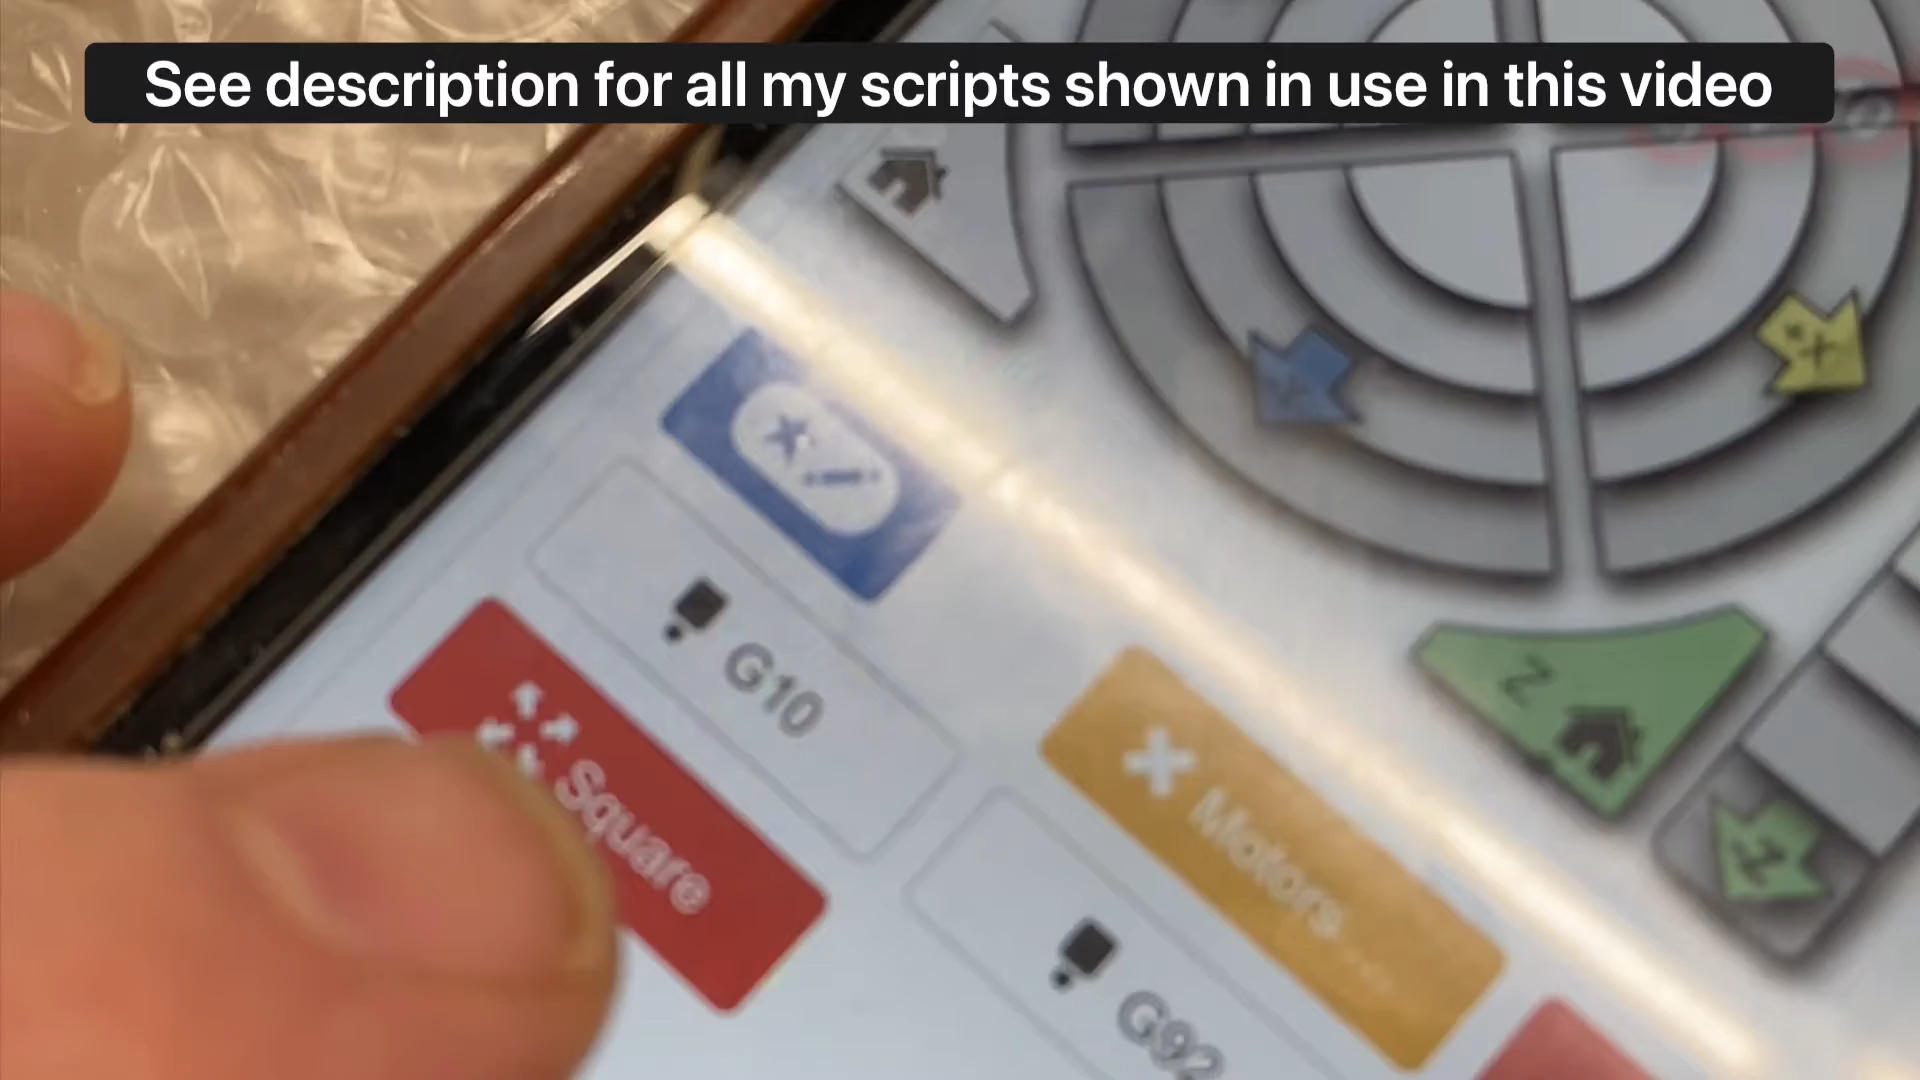 See description for all my scripts shown in use in this video
G10
Square
Motors...
Z
G92